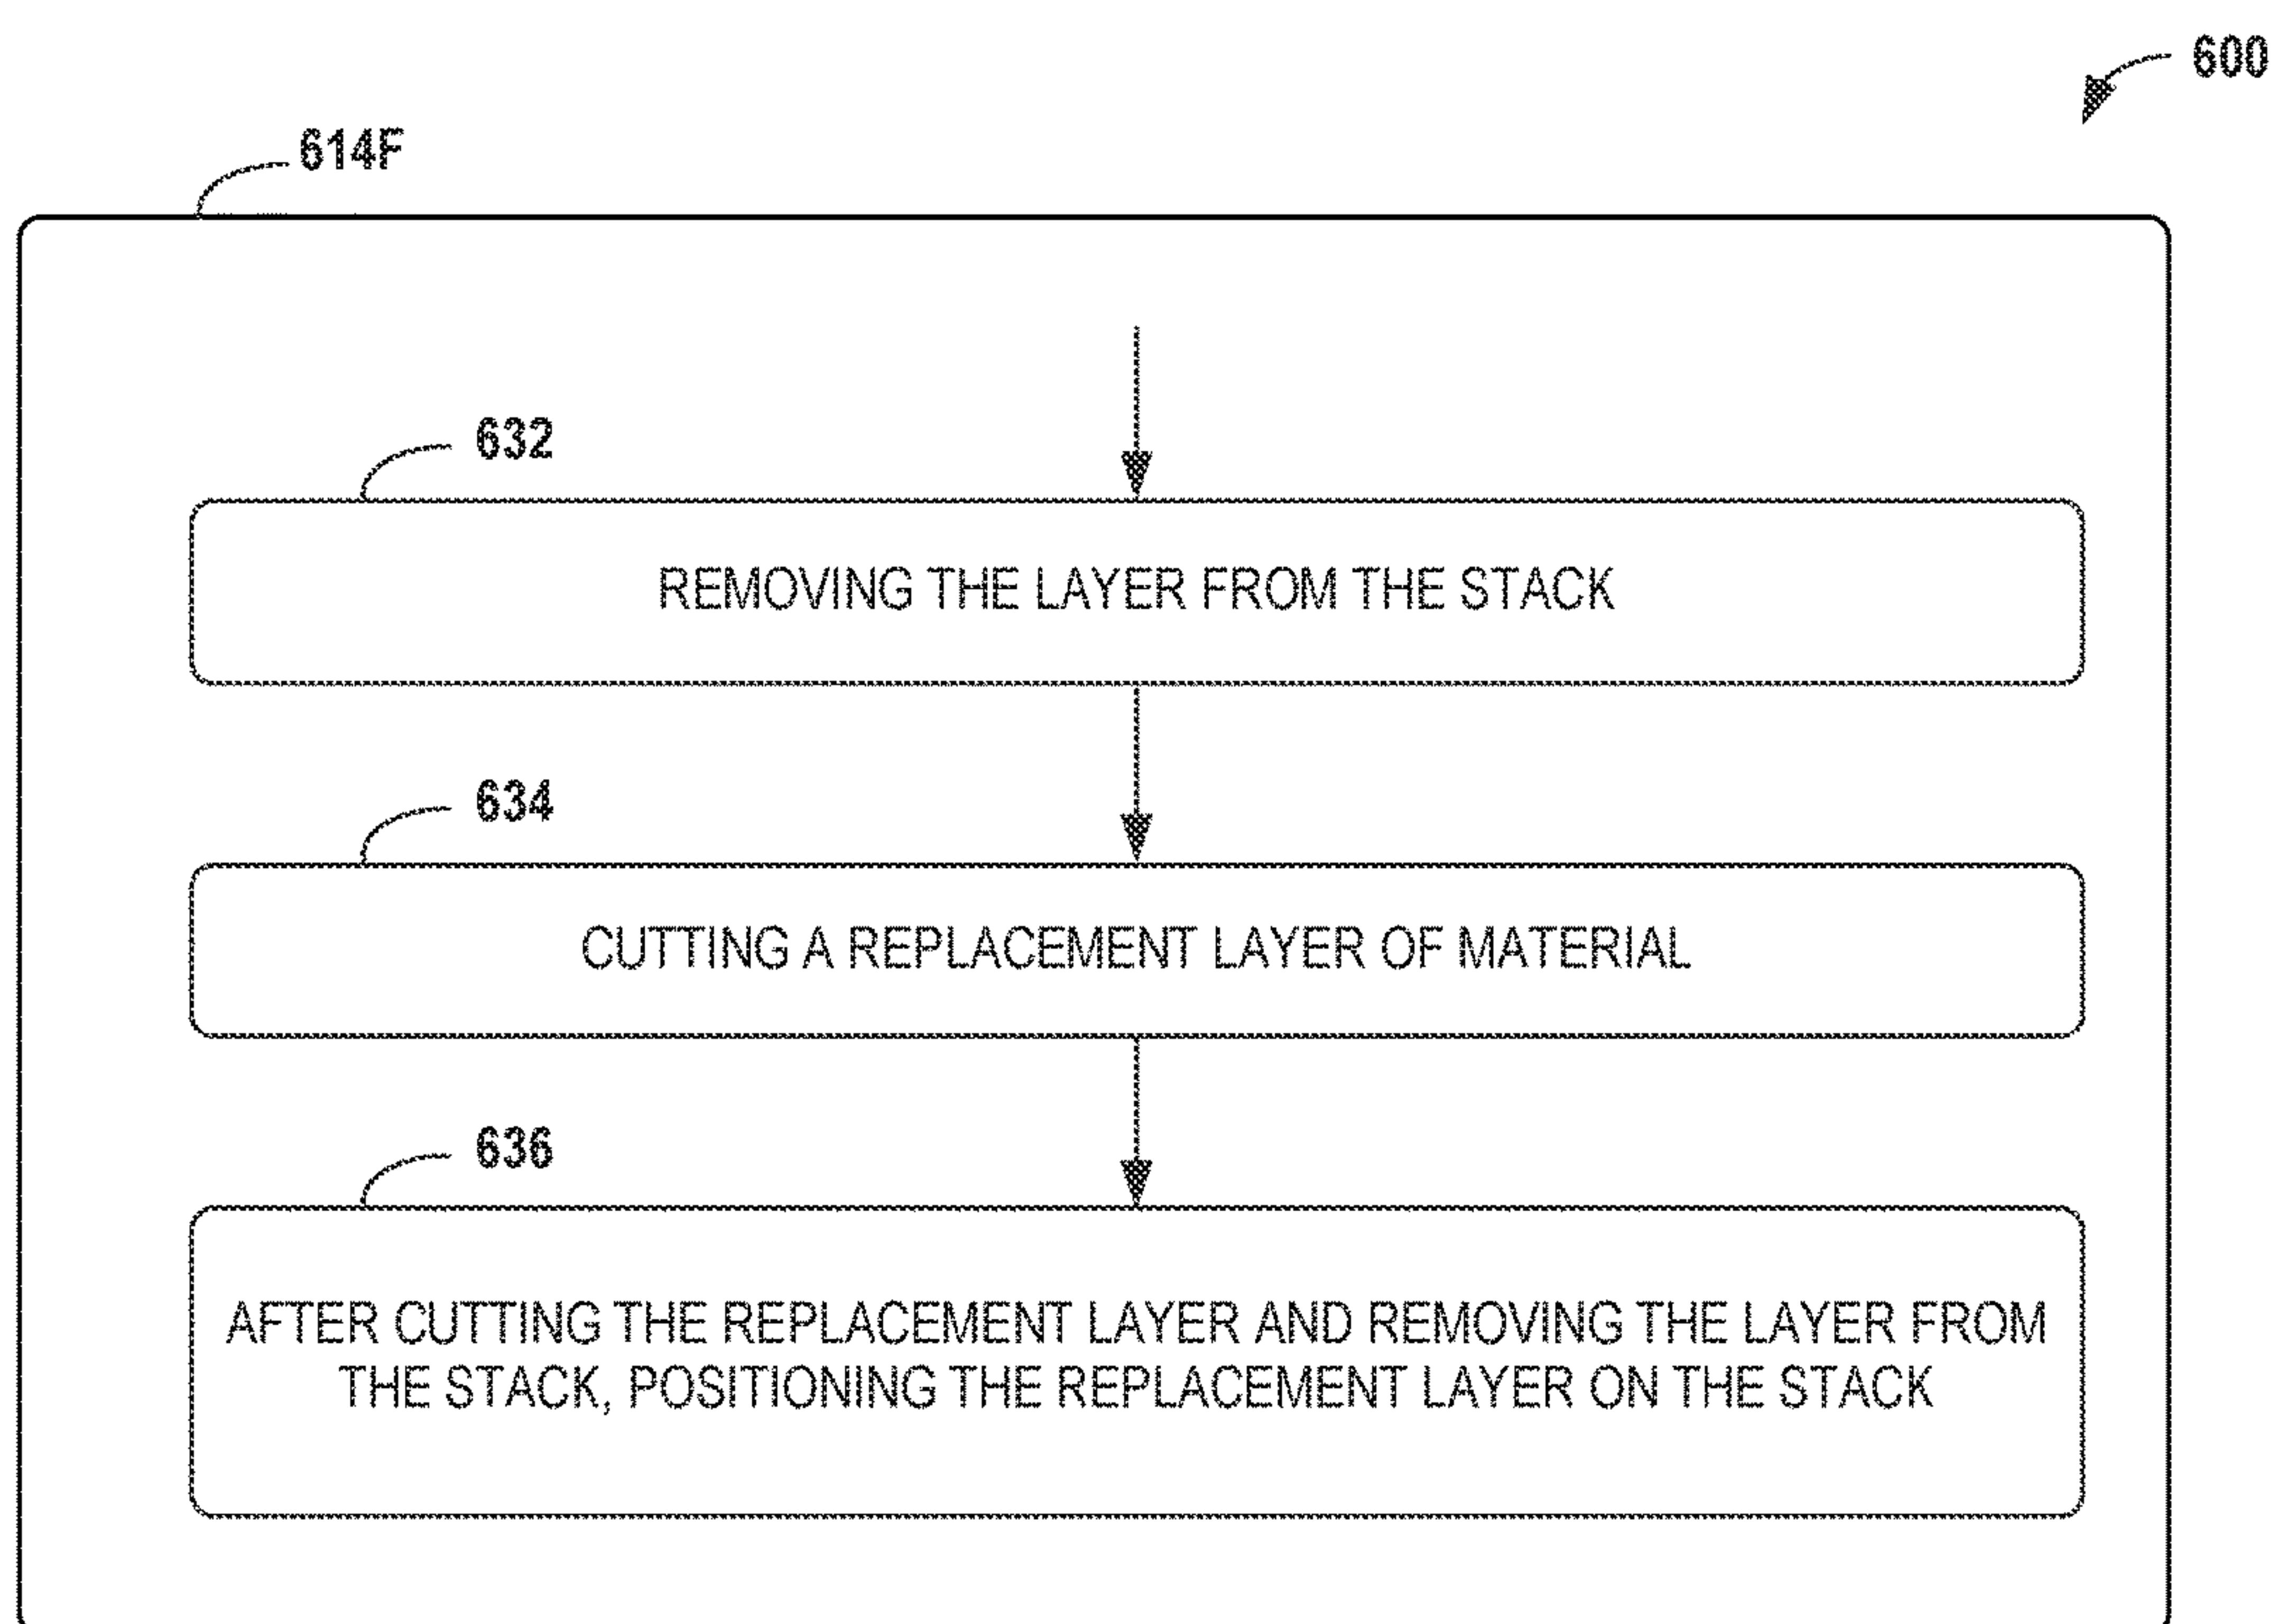 600
614F
632
REMOVING THE LAYER FROM THE STACK
634
CUTTING A REPLACEMENT LAYER OF MATERIAL
636
AFTER CUTTING THE REPLACEMENT LAYER AND REMOVING THE LAYER FROM
THE STACK, POSITIONING THE REPLACEMENT LAYER ON THE STACK